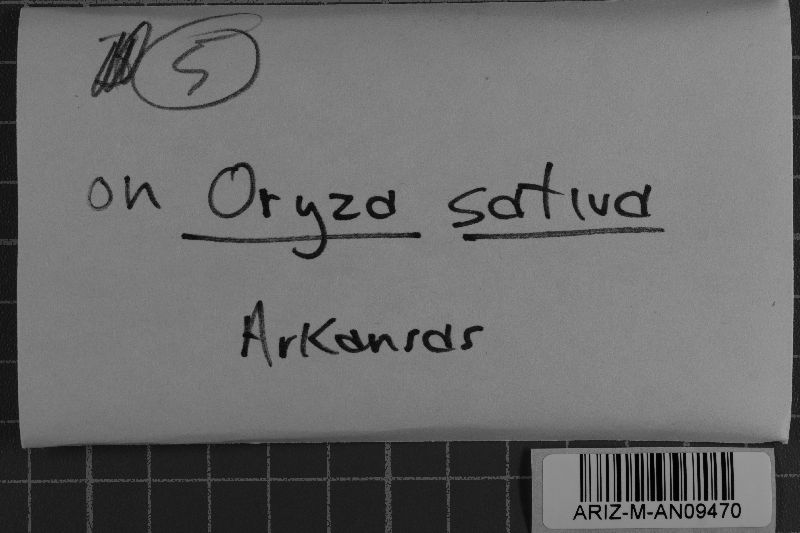 5
on Oryza sativa
Arkansas
ARIZ-M-AN09470